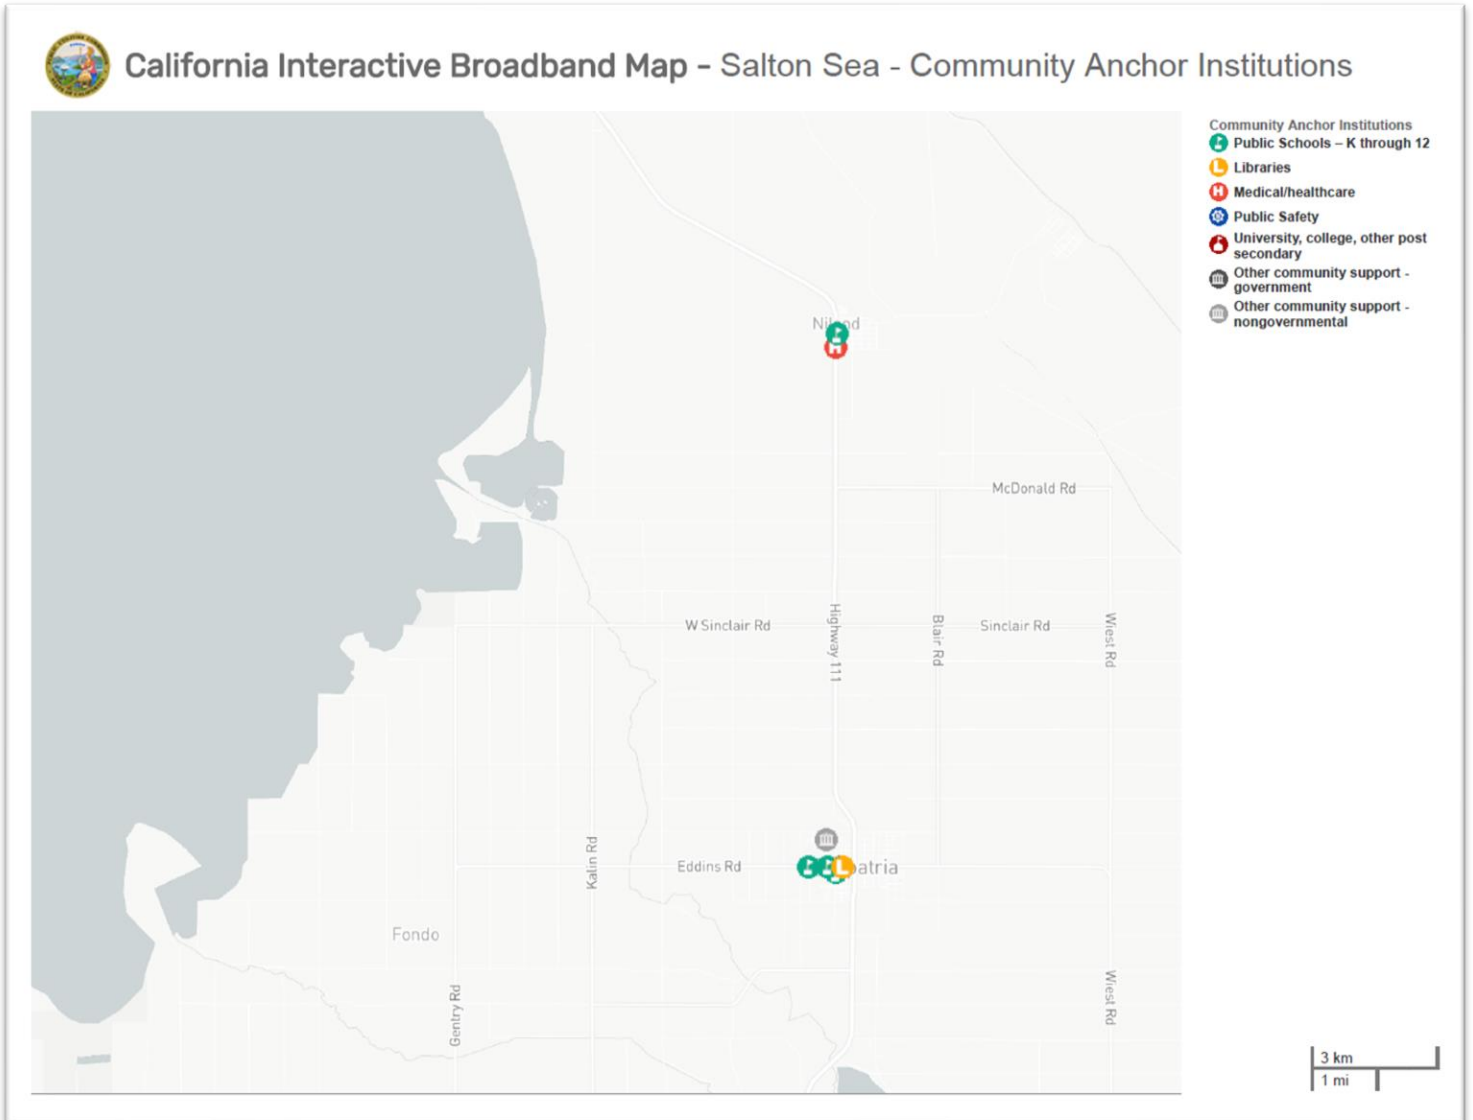 California Interactive Broadband Map - Salton Sea - Community Anchor Institutions
Community Anchor Institutions
Public Schools – K through 12
Libraries
Medical/healthcare
Public Safety
University, college, other post
secondary
Other community support -
government
Other community support -
nongovernmental
H
L
McDonald Rd
W Sinclair Rd
Highway 111
Blair Rd
Sinclair Rd
Wiest Rd
Kalin Rd
Eddins Rd
L
atria
Fondo
Gentry Rd
Wiest Rd
3 km
1 mi